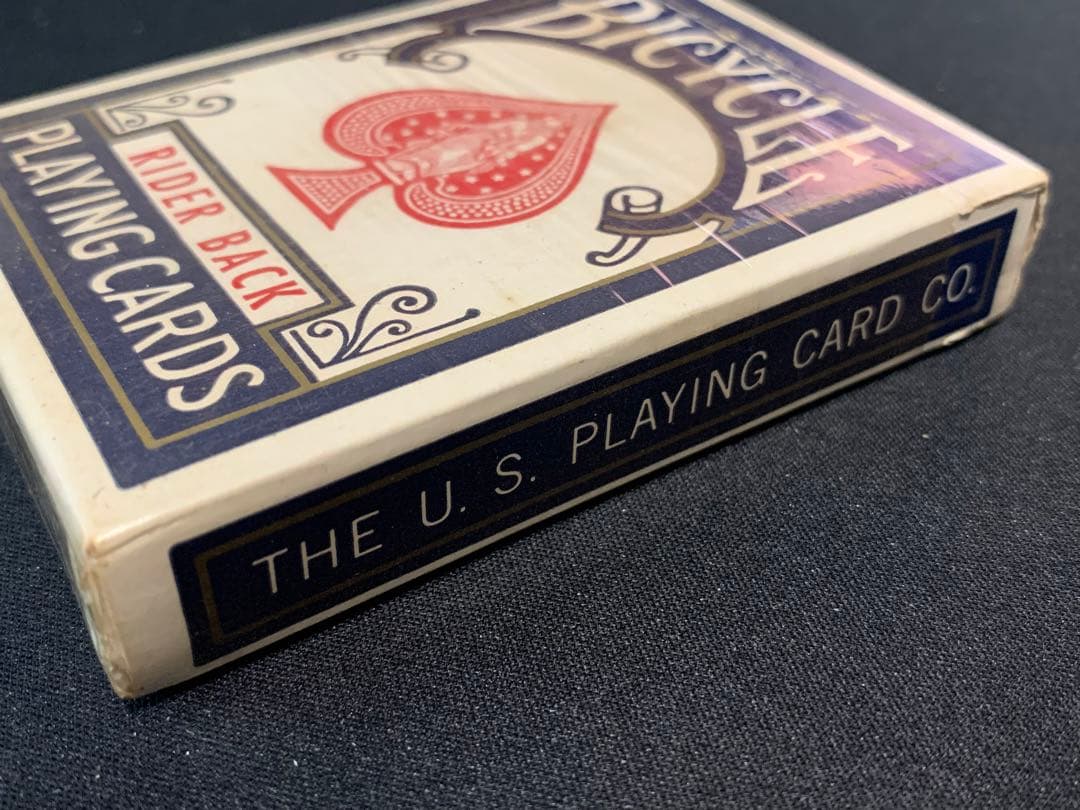 BICYCLE
RIDER BACK
PLAYING CARDS
THE U. S. PLAYING CARD CO.